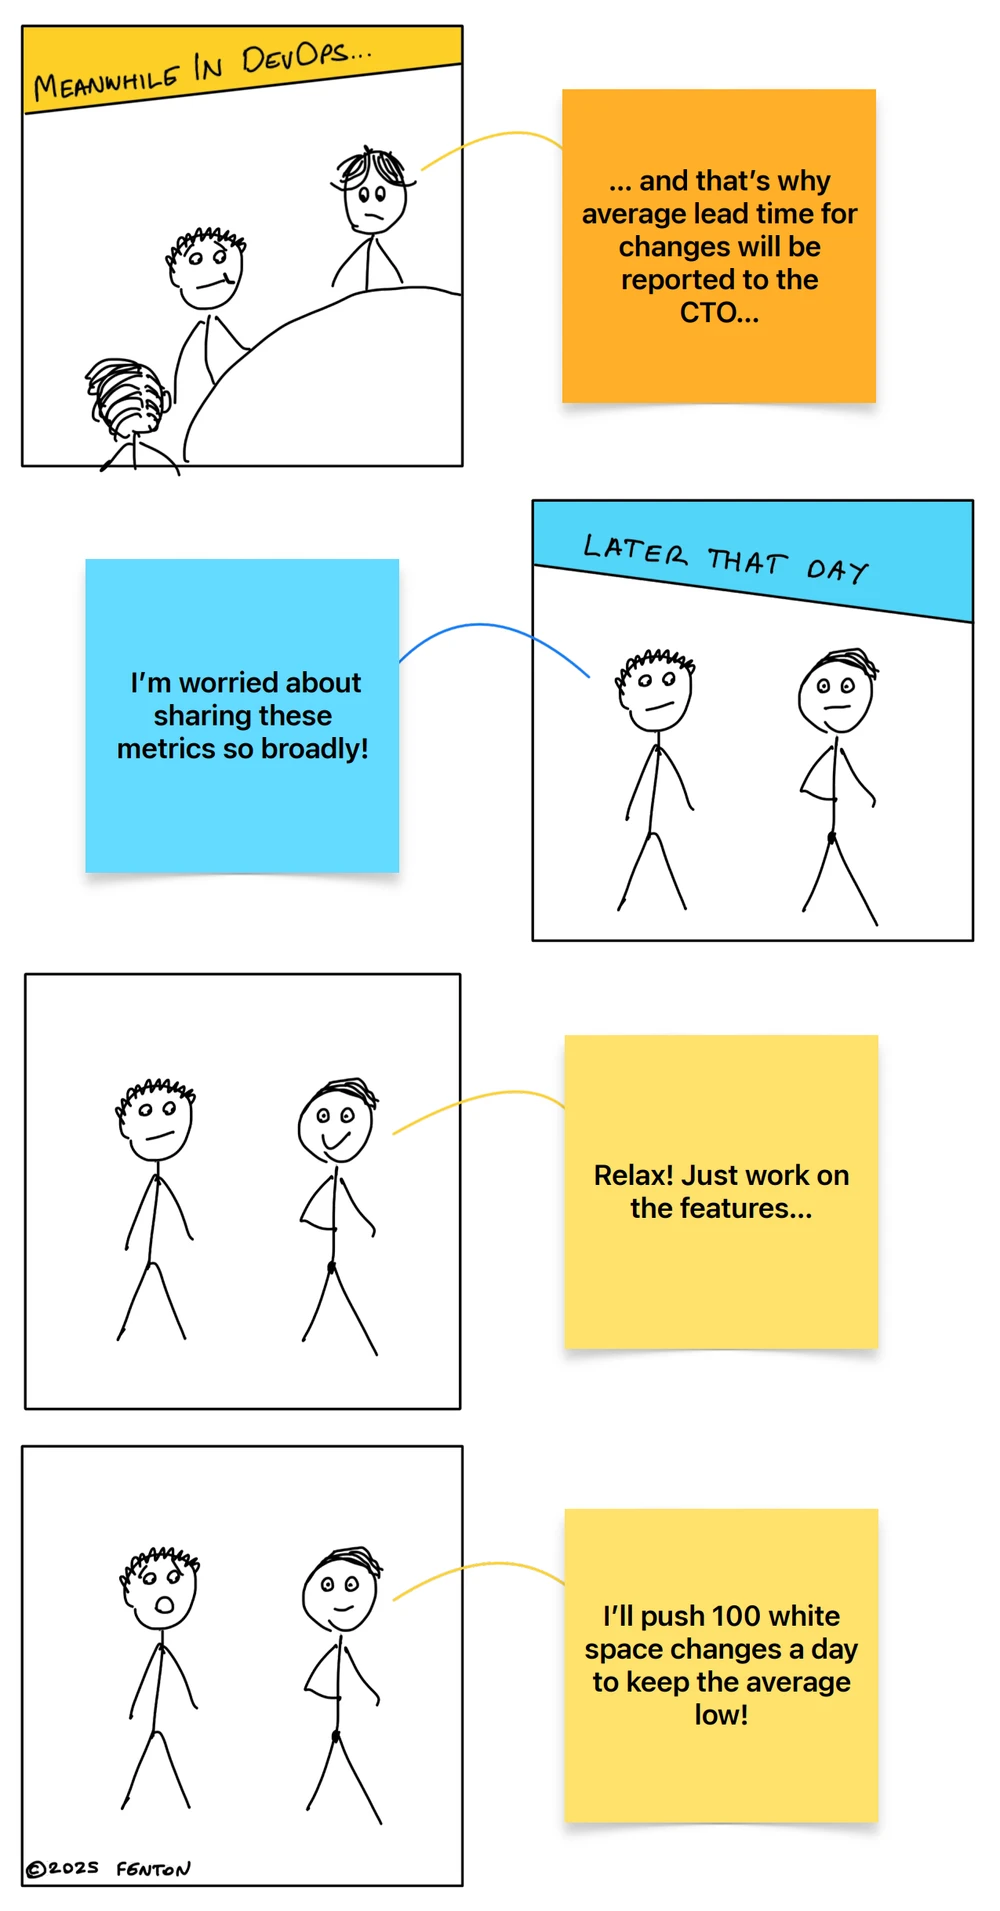 MEANWHILE IN DEVOPS...
... and that's why
average lead time for
changes will be
reported to the
CTO...
LATER THAT DAY
I'm worried about
sharing these
metrics so broadly!
Relax! Just work on
the features...
I'll push 100 white
space changes a day
to keep the average
low!
©2025 FENTON